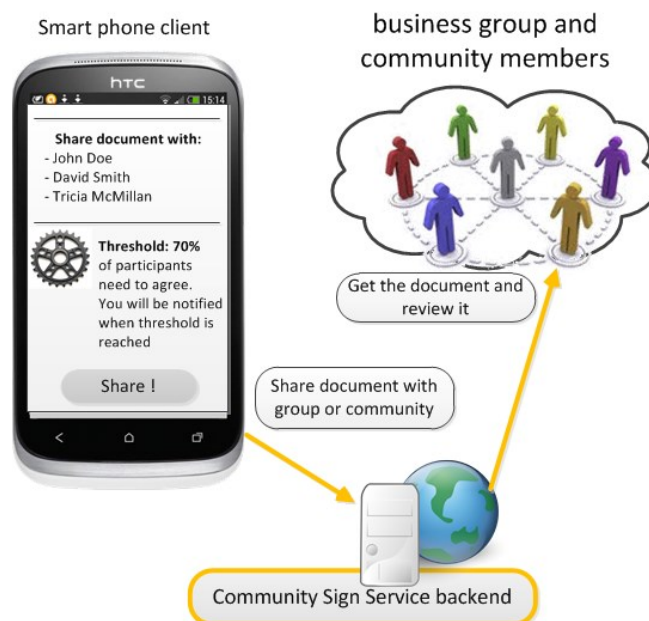 Smart phone client
business group and
community members
hTC
15:14
Share document with:
- John Doe
- David Smith
- Tricia McMillan
Threshold: 70%
of participants
need to agree.
You will be notified
when threshold is
reached
Share !
Get the document and
review it
Share document with
group or community
Community Sign Service backend